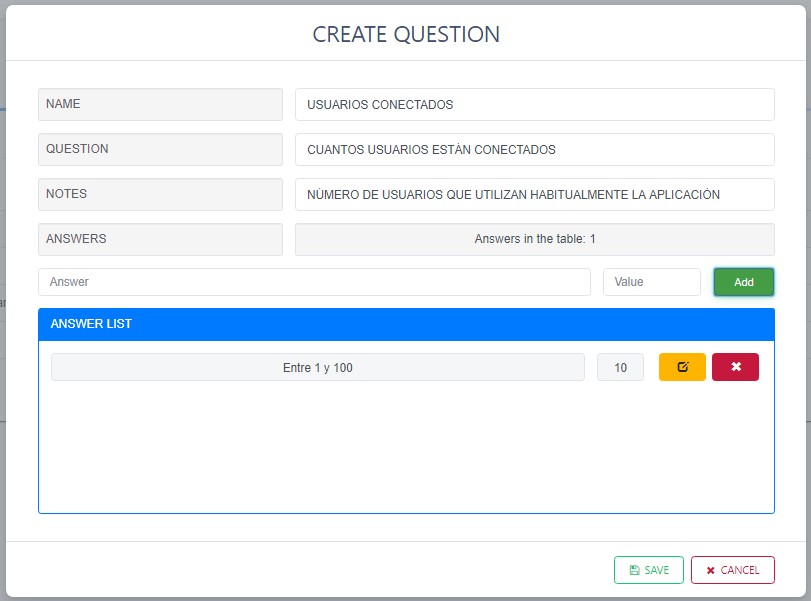 CREATE QUESTION
NAME
USUARIOS CONECTADOS
QUESTION
CUANTOS USUARIOS ESTÁN CONECTADOS
NOTES
NÚMERO DE USUARIOS QUE UTILIZAN HABITUALMENTE LA APLICACIÓN
ANSWERS
Answers in the table: 1
Answer
Value
Add
ANSWER LIST
Entre 1 y 100
10
SAVE
CANCEL